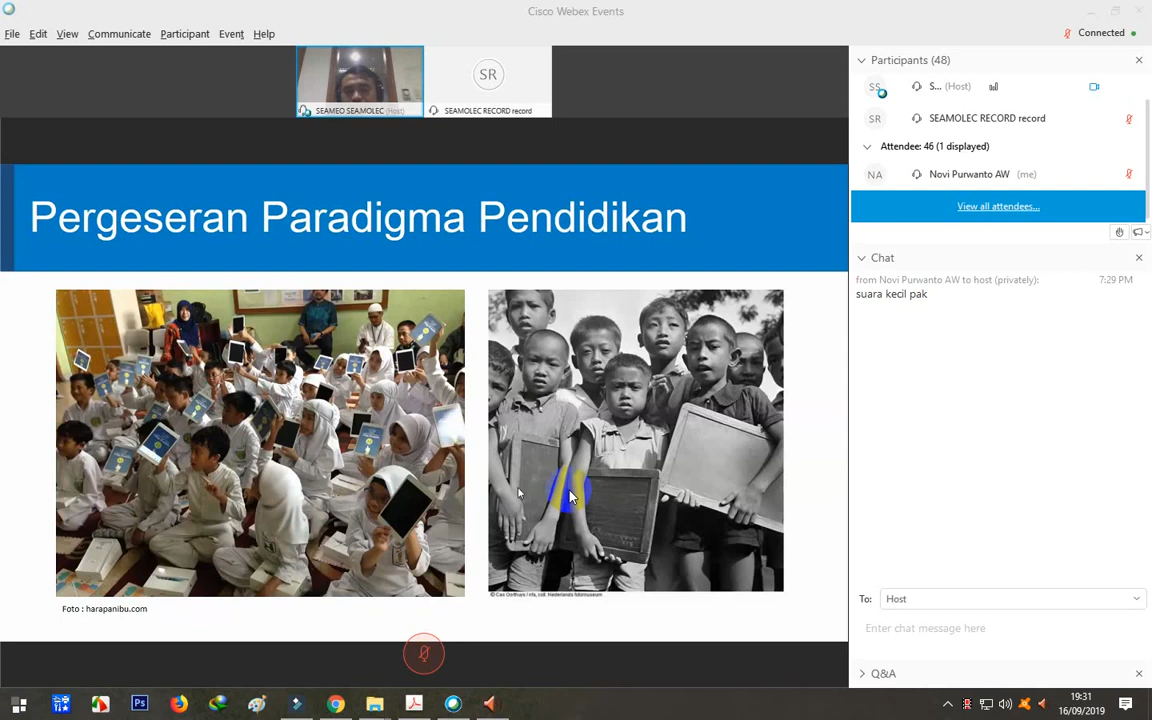 Cisco Webex Events
File Edit View Communicate Participant Event Help
Connected
SEAMEO SEAMOLEC (Host)
SR
SEAMOLEC RECORD record
Participants (48)
SS S... (Host)
SR SEAMOLEC RECORD record
Attendee: 46 (1 displayed)
NA Novi Purwanto AW (me)
View all attendees...
Pergeseran Paradigma Pendidikan
Foto : harapanibu.com
Chat
from Novi Purwanto AW to host (privately): 7:29 PM
suara kecil pak
To: Host
Enter chat message here
Q&A
Ps
19:31
16/09/2019